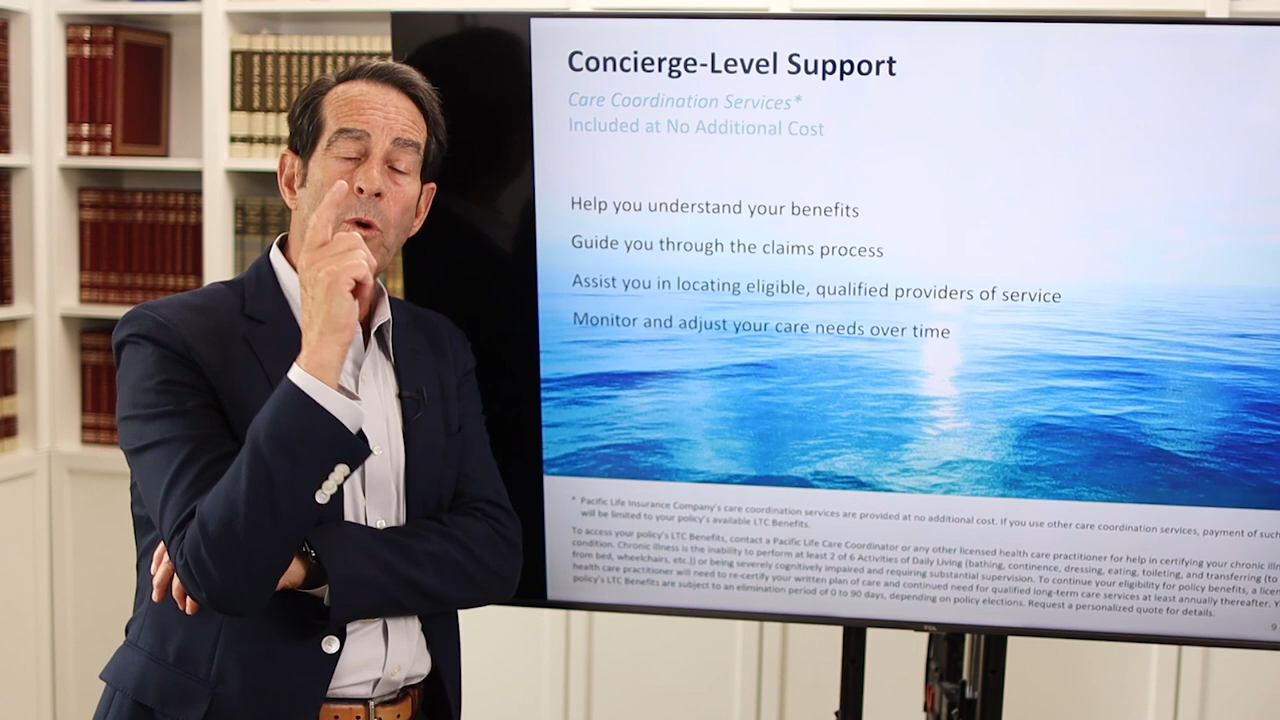 Concierge-Level Support
Care Coordination Services*
Included at No Additional Cost
Help you understand your benefits
Guide you through the claims process
Assist you in locating eligible, qualified providers of service
Monitor and adjust your care needs over time
* Pacific Life Insurance Company's care coordination services are provided at no additional cost. If you use other care coordination services, payment of such
will be limited to your policy's available LTC Benefits.
To access your policy's LTC Benefits, contact a Pacific Life Care Coordinator or any other licensed health care practitioner for help in certifying your chronic
condition. Chronic illness is the inability to perform at least 2 of 6 Activities of Daily Living (bathing, continence, dressing, eating, toileting, and transferring (to
from bed, wheelchairs, etc.)) or being severely cognitively impaired and requiring substantial supervision. To continue your eligibility for policy benefits, a
health care practitioner will need to re-certify your written plan of care and continued need for qualified long-term care services at least annually thereafter.
policy's LTC Benefits are subject to an elimination period of 0 to 90 days, depending on policy elections. Request a personalized quote for details.
9
TCL